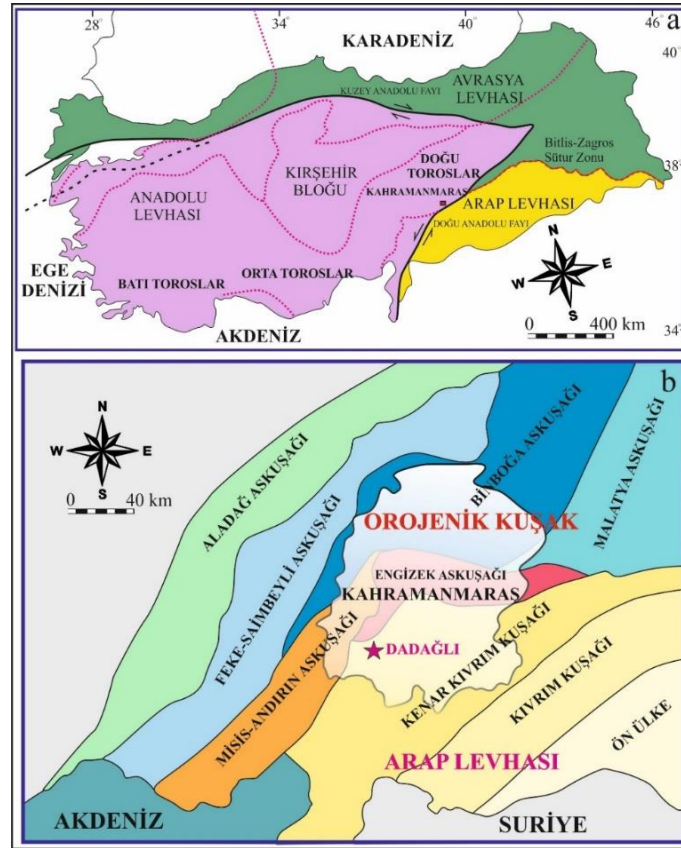 28°
34°
40°
46°
a
40°
KARADENİZ
AVRASYA
LEVHASI
KUZEY ANADOLU FAYI
Bitlis-Zagros
Sütur Zonu
38°
DOĞU
TOROSLAR
KIRŞEHİR
BLOĞU
KAHRAMANMARAŞ
ANADOLU
LEVHASI
ARAP LEVHASI
DOĞU ANADOLU FAYI
EGE
DENİZİ
BATI TOROSLAR
ORTA TOROSLAR
AKDENİZ
N
W
E
S
0 400 km
34°
b
N
W
E
S
0 40 km
ALADAĞ ASKUŞAĞI
FEKE-SAİMBEYLİ ASKUŞAĞI
BİNBOĞA ASKUŞAĞI
MALATYA ASKUŞAĞI
OROJENİK KUŞAK
ENGİZEK ASKUŞAĞI
KAHRAMANMARAŞ
DADAĞLI
MİSİS-ANDIRIN ASKUŞAĞI
KENAR KIVRIM KUŞAĞI
KIVRIM KUŞAĞI
ÖN ÜLKE
ARAP LEVHASI
AKDENİZ
SURİYE